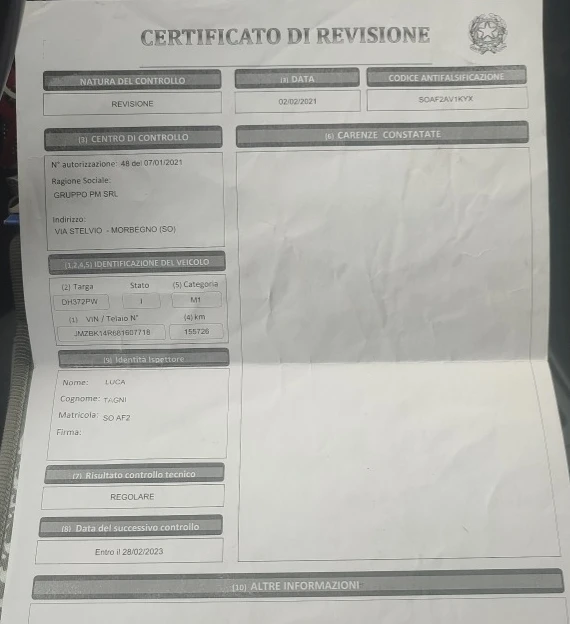 CERTIFICATO DI REVISIONE
NATURA DEL CONTROLLO
REVISIONE
(3) DATA
02/02/2021
CODICE ANTIFALSIFICAZIONE
SOAF2AV1KYX
(3) CENTRO DI CONTROLLO
N° autorizzazione: 48 del 07/01/2021
Ragione Sociale:
GRUPPO PM SRL
Indirizzo:
VIA STELVIO - MORBEGNO (SO)
(6) CARENZE CONSTATATE
(1,2,4,5) IDENTIFICAZIONE DEL VEICOLO
(2) Targa Stato (5) Categoria
DH372PW I M1
(1) VIN / Telaio N° (4) km
JMZBK14R681607718 155726
(9) Identità Ispettore
Nome: LUCA
Cognome: TAGNI
Matricola: SO AF2
Firma:
(7) Risultato controllo tecnico
REGOLARE
(8) Data del successivo controllo
Entro il 28/02/2023
(10) ALTRE INFORMAZIONI